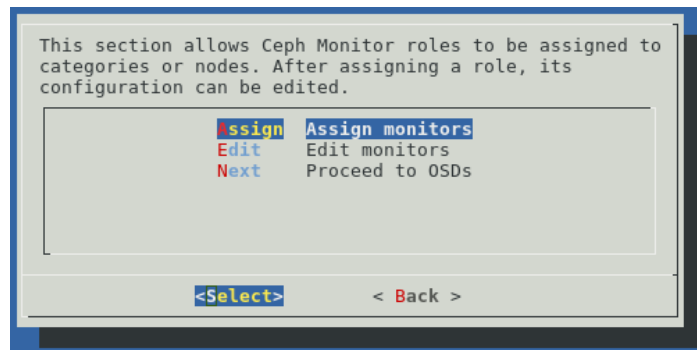 This section allows Ceph Monitor roles to be assigned to
categories or nodes. After assigning a role, its
configuration can be edited.
Assign Assign monitors
Edit Edit monitors
Next Proceed to OSDs
<Select> < Back >